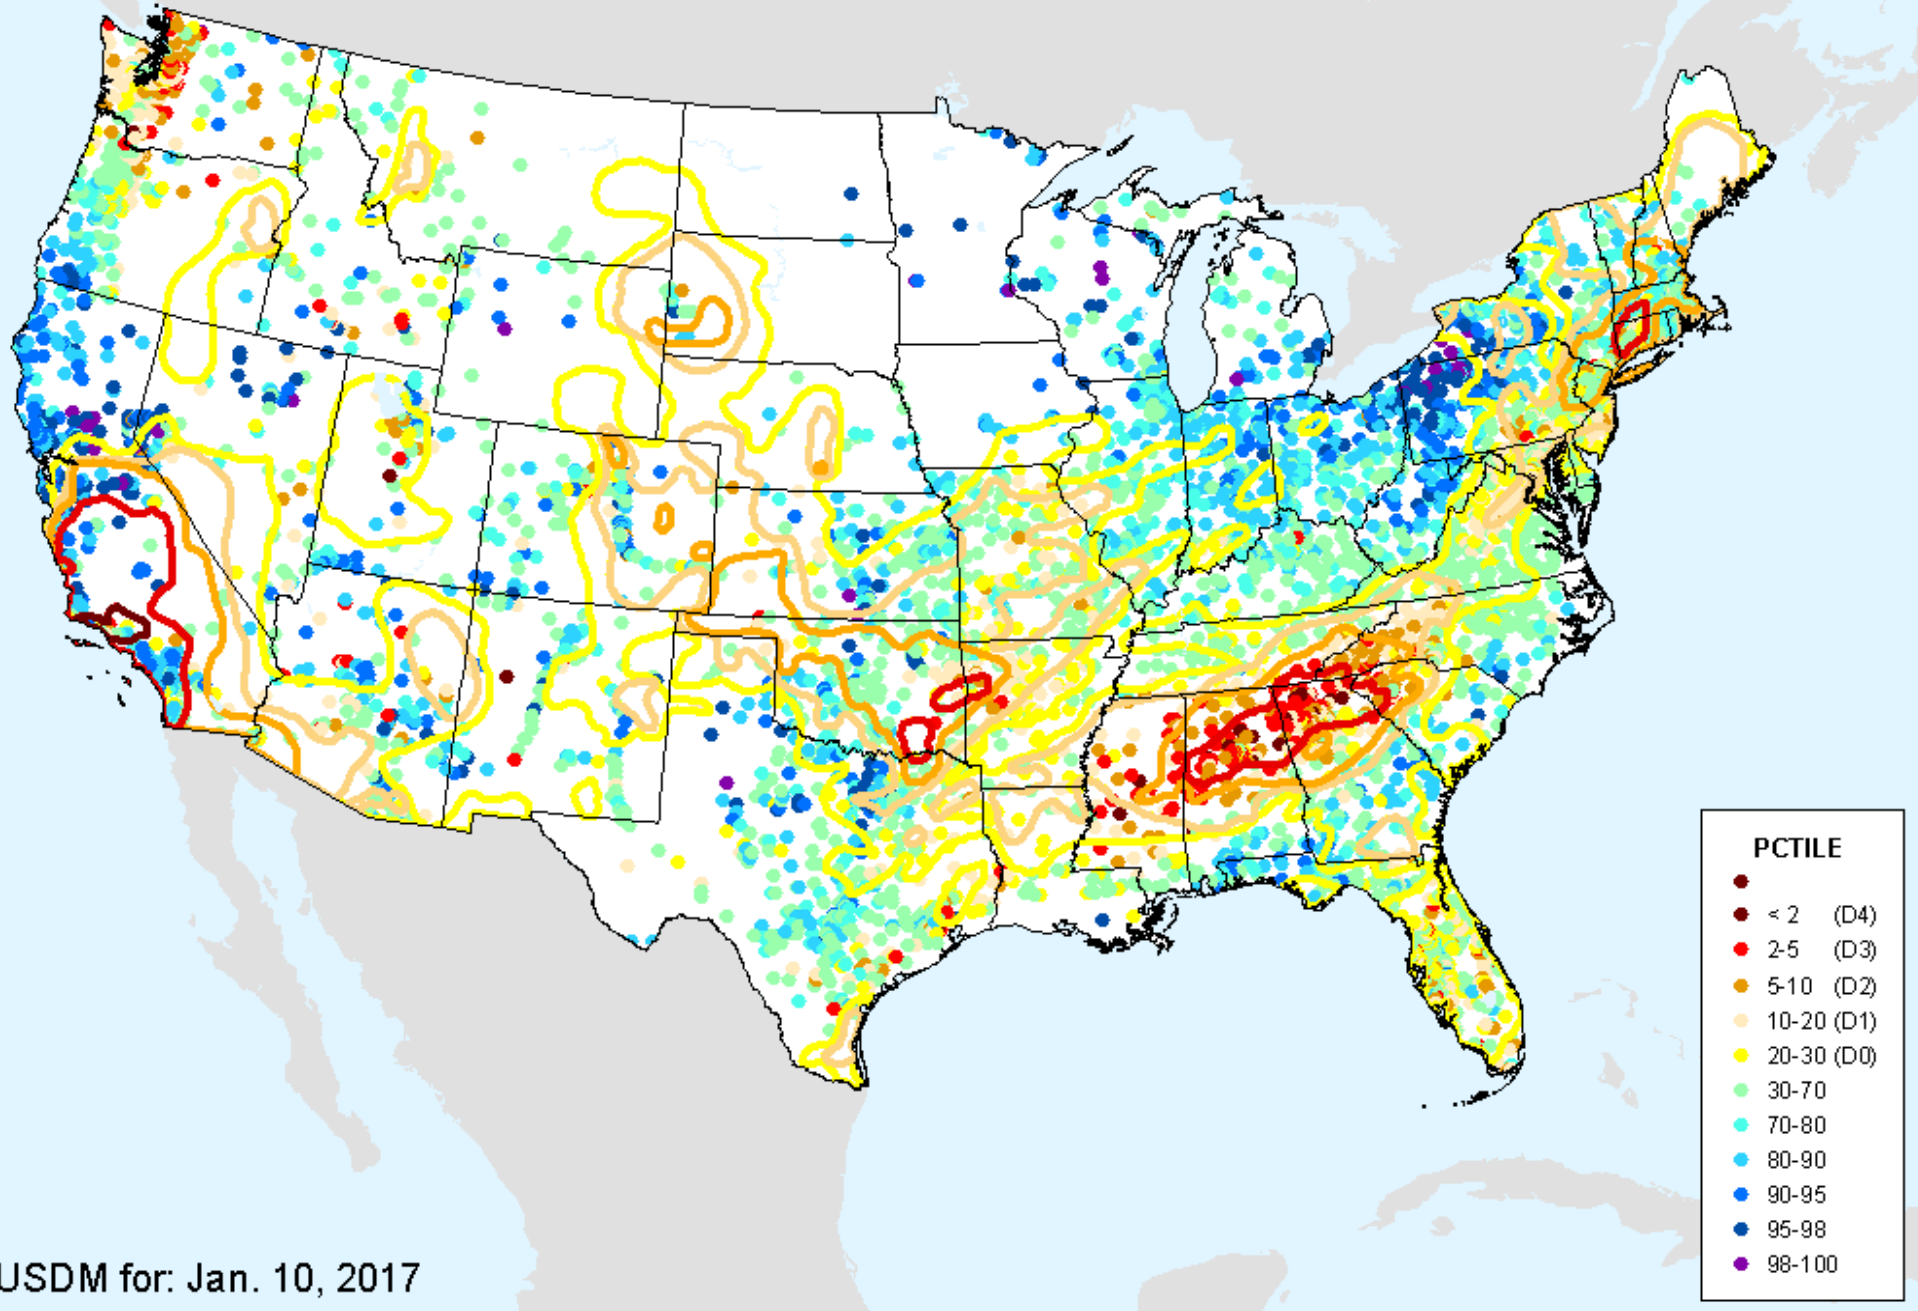 PCTILE
< 2 (D4)
2-5 (D3)
5-10 (D2)
10-20 (D1)
20-30 (D0)
30-70
70-80
80-90
90-95
95-98
98-100
USDM for: Jan. 10, 2017